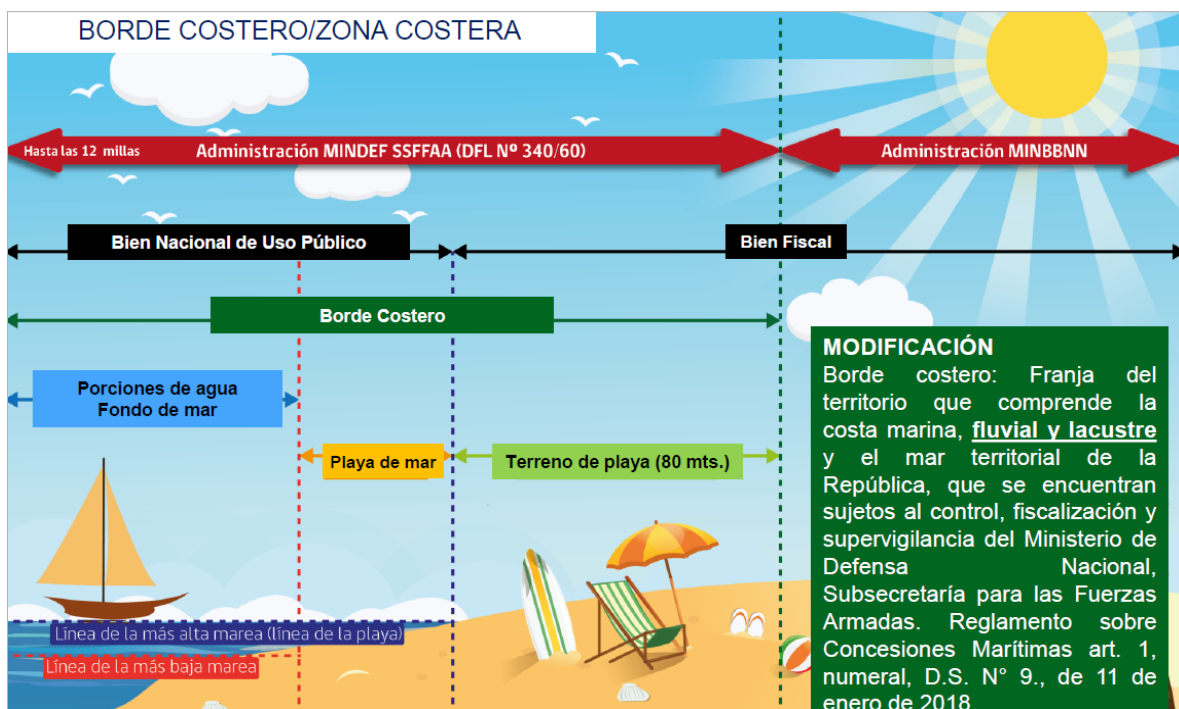 BORDE COSTERO/ZONA COSTERA
Hasta las 12 millas
Administración MINDEF SSFFAA (DFL Nº 340/60)
Administración MINBBNN
Bien Nacional de Uso Público
Bien Fiscal
Borde Costero
Porciones de agua
Fondo de mar
Playa de mar
Terreno de playa (80 mts.)
Línea de la más alta marea (línea de la playa)
Línea de la más baja marea
MODIFICACIÓN
Borde costero: Franja del
territorio que comprende la
costa marina, fluvial y lacustre
y el mar territorial de la
República, que se encuentran
sujetos al control, fiscalización y
supervigilancia del Ministerio de
Defensa Nacional,
Subsecretaría para las Fuerzas
Armadas. Reglamento sobre
Concesiones Marítimas art. 1,
numeral, D.S. N° 9., de 11 de
enero de 2018